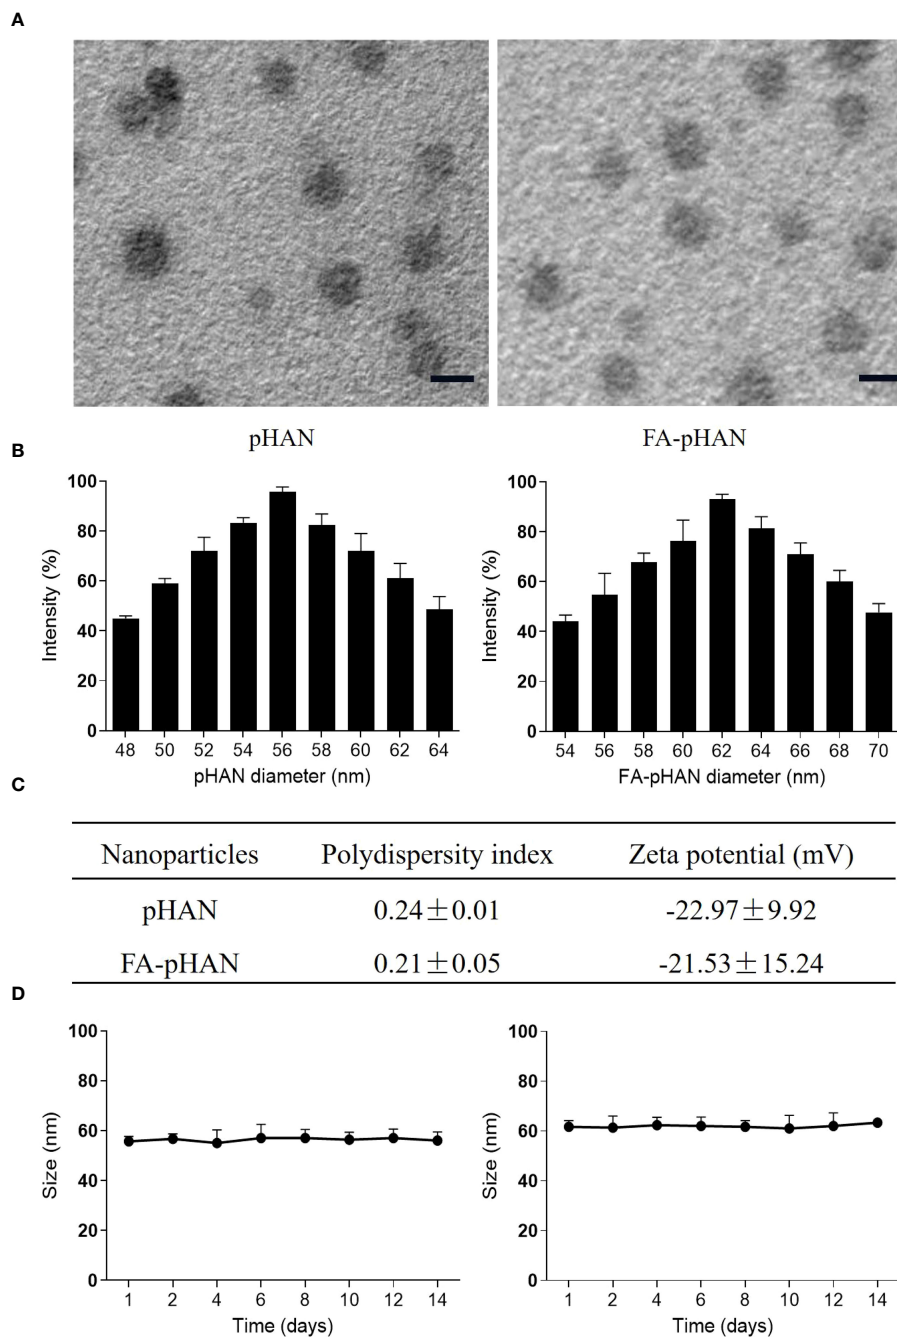 A
pHAN FA-pHAN
B
100
80
60
40
20
0
Intensity (%)
48 50 52 54 56 58 60 62 64
pHAN diameter (nm)
100
80
60
40
20
0
Intensity (%)
54 56 58 60 62 64 66 68 70
FA-pHAN diameter (nm)
C
Nanoparticles Polydispersity index Zeta potential (mV)
pHAN 0.24±0.01 -22.97±9.92
FA-pHAN 0.21±0.05 -21.53±15.24
D
100
80
60
40
20
0
Size (nm)
1 2 4 6 8 10 12 14
Time (days)
100
80
60
40
20
0
Size (nm)
1 2 4 6 8 10 12 14
Time (days)